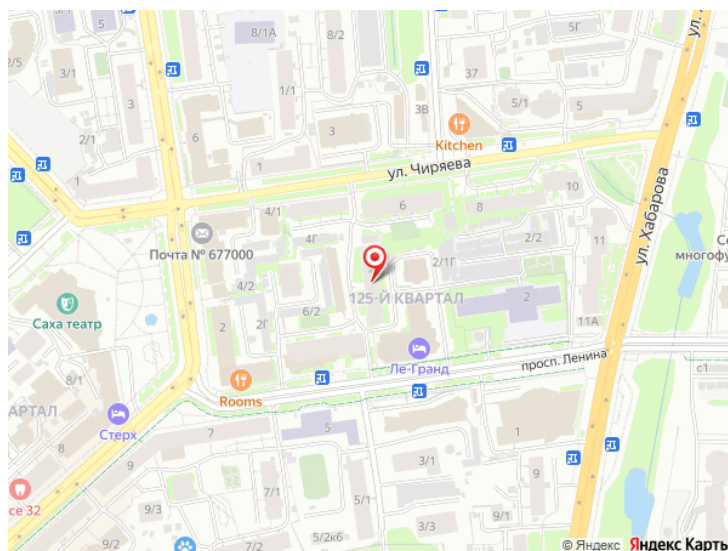 8/1А
8/2
5Г
2/5
3/1
3
1/1
37
5/1
5
3В
2/1
6
3
Kitchen
1
1
ул. Чиряева
10
4/1
6
8
ул. Хабарова
Почта № 677000
4Г
2/2
11
2/1Г
многофу
4/2
125-Й КВАРТАЛ
2
Саха театр
6/2
2
2Г
11А
Ле-Гранд
просп. Ленина
с1
8/1
Rooms
АРТАЛ
Стерх
8
7
5
1
9
3/1
9
се 32
7/1
5/1
9/1
9/2
5/2к6
3/3
9/1
© Яндекс Яндекс Карты